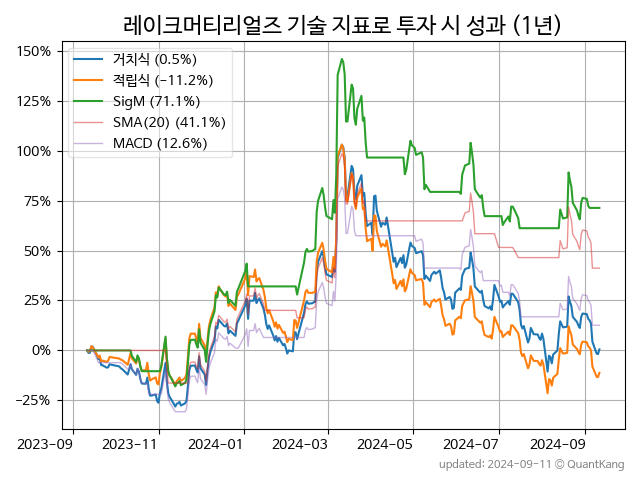 레이크머티리얼즈 기술 지표로 투자 시 성과 (1년)
거치식 (0.5%)
적립식 (−11.2%)
SigM (71.1%)
SMA(20) (41.1%)
MACD (12.6%)
150%
125%
100%
75%
50%
25%
0%
−25%
2023-09 2023-11 2024-01 2024-03 2024-05 2024-07 2024-09
updated: 2024-09-11 © QuantKang